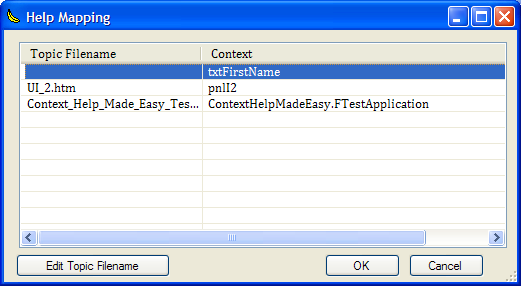 Help Mapping
Topic Filename Context
txtFirstName
UI_2.htm pnlI2
Context_Help_Made_Easy_Tes... ContextHelpMadeEasy.FTestApplication
Edit Topic Filename OK Cancel